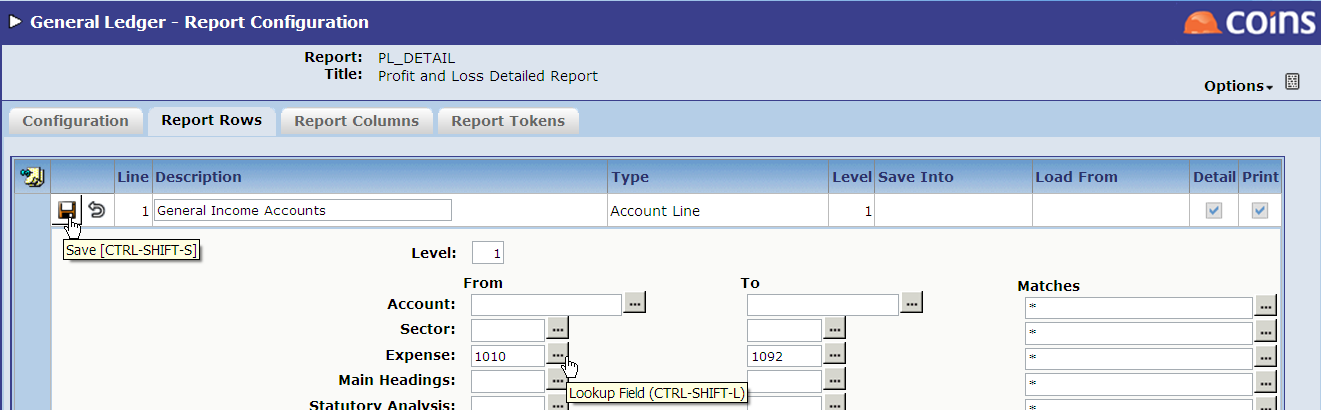 General Ledger - Report Configuration
coins
Report: PL_DETAIL
Title: Profit and Loss Detailed Report
Options
Configuration Report Rows Report Columns Report Tokens
Line Description Type Level Save Into Load From Detail Print
1 General Income Accounts Account Line 1
Save [CTRL-SHIFT-S]
Level: 1
From To Matches
Account: ... ... * ...
Sector: ... ... * ...
Expense: 1010 ... 1092 ... * ...
Main Headings: ... ... * ...
Lookup Field (CTRL-SHIFT-L)
Statutory Analysis: ... ... * ...